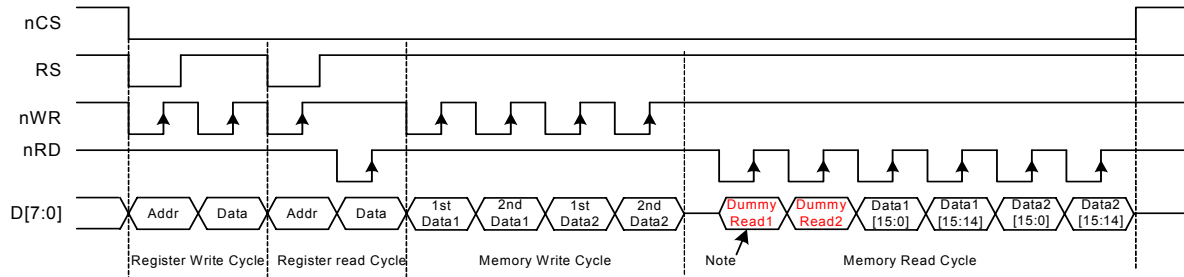 nCS
RS
nWR
nRD
D[7:0]
Addr
Data
Addr
Data
1st
Data1
2nd
Data1
1st
Data2
2nd
Data2
Dummy
Read1
Dummy
Read2
Data1
[15:0]
Data1
[15:14]
Data2
[15:0]
Data2
[15:14]
Register Write Cycle
Register read Cycle
Memory Write Cycle
Note
Memory Read Cycle